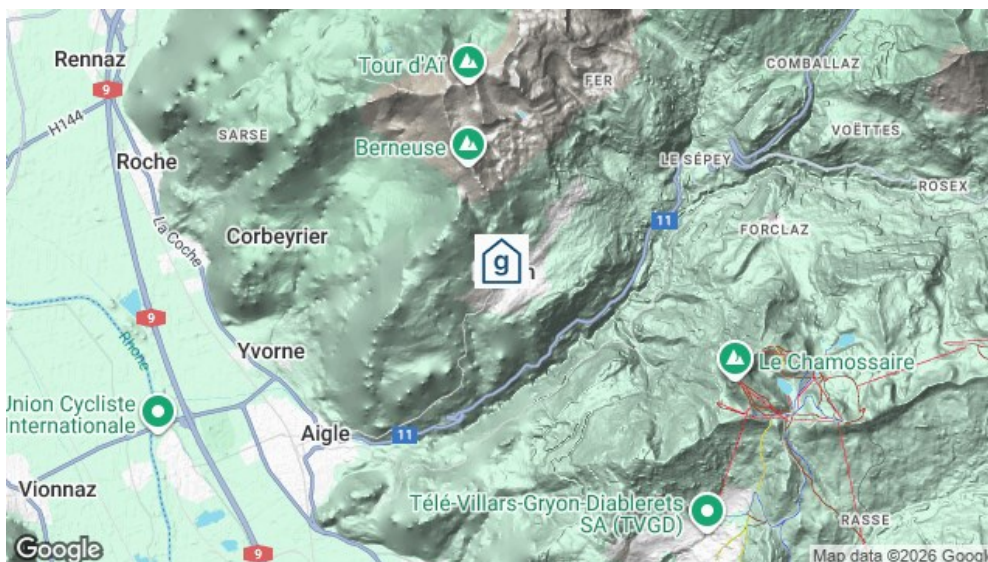 Rennaz
9
H144
Roche
SARSE
Tour d'Aï
FER
Berneuse
COMBALLAZ
VOËTTES
LE SÉPEY
ROSEX
11
FORCLAZ
La Coche
Corbeyrier
g
n
9
Rhone
Yvorne
Le Chamossaire
Union Cycliste
Internationale
Aigle
11
Vionnaz
Télé-Villars-Gryon-Diablerets
SA (TVGD)
RASSE
9
Google
Map data ©2026 Google